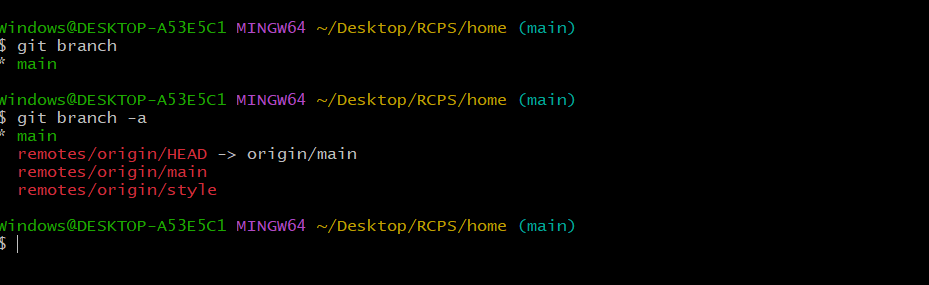 Windows@DESKTOP-A53E5C1 MINGW64 ~/Desktop/RCPS/home (main)
$ git branch
* main
Windows@DESKTOP-A53E5C1 MINGW64 ~/Desktop/RCPS/home (main)
$ git branch -a
* main
remotes/origin/HEAD -> origin/main
remotes/origin/main
remotes/origin/style
Windows@DESKTOP-A53E5C1 MINGW64 ~/Desktop/RCPS/home (main)
$